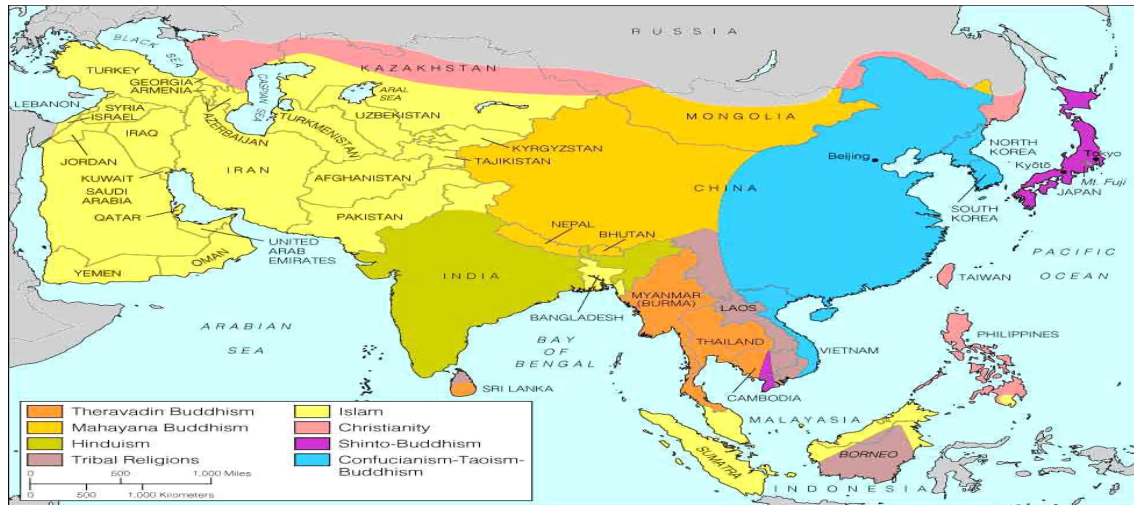 RUSSIA
BLACK
SEA
KAZAKHSTAN
TURKEY
GEORGIA
ARMENIA
CASPIAN SEA
ARAL
SEA
LEBANON
SYRIA
ISRAEL
AZERBAIJAN
TURKMENISTAN
UZBEKISTAN
MONGOLIA
IRAQ
KYRGYZSTAN
TAJIKISTAN
Beijing
NORTH
KOREA
Tokyo
Kyōtō
Mt. Fuji
JAPAN
JORDAN
KUWAIT
IRAN
AFGHANISTAN
CHINA
SAUDI
ARABIA
QATAR
PAKISTAN
SOUTH
KOREA
NEPAL
BHUTAN
UNITED
ARAB
EMIRATES
OMAN
YEMEN
INDIA
PACIFIC
OCEAN
TAIWAN
MYANMAR
(BURMA)
LAOS
BANGLADESH
ARABIAN
SEA
BAY
OF
BENGAL
THAILAND
VIETNAM
PHILIPPINES
SRI LANKA
CAMBODIA
MALAYASIA
SUMATRA
BORNEO
INDONESIA
Theravadin Buddhism
Mahayana Buddhism
Hinduism
Tribal Religions
Islam
Christianity
Shinto-Buddhism
Confucianism-Taoism-
Buddhism
0 500 1,000 Miles
0 500 1,000 Kilometers